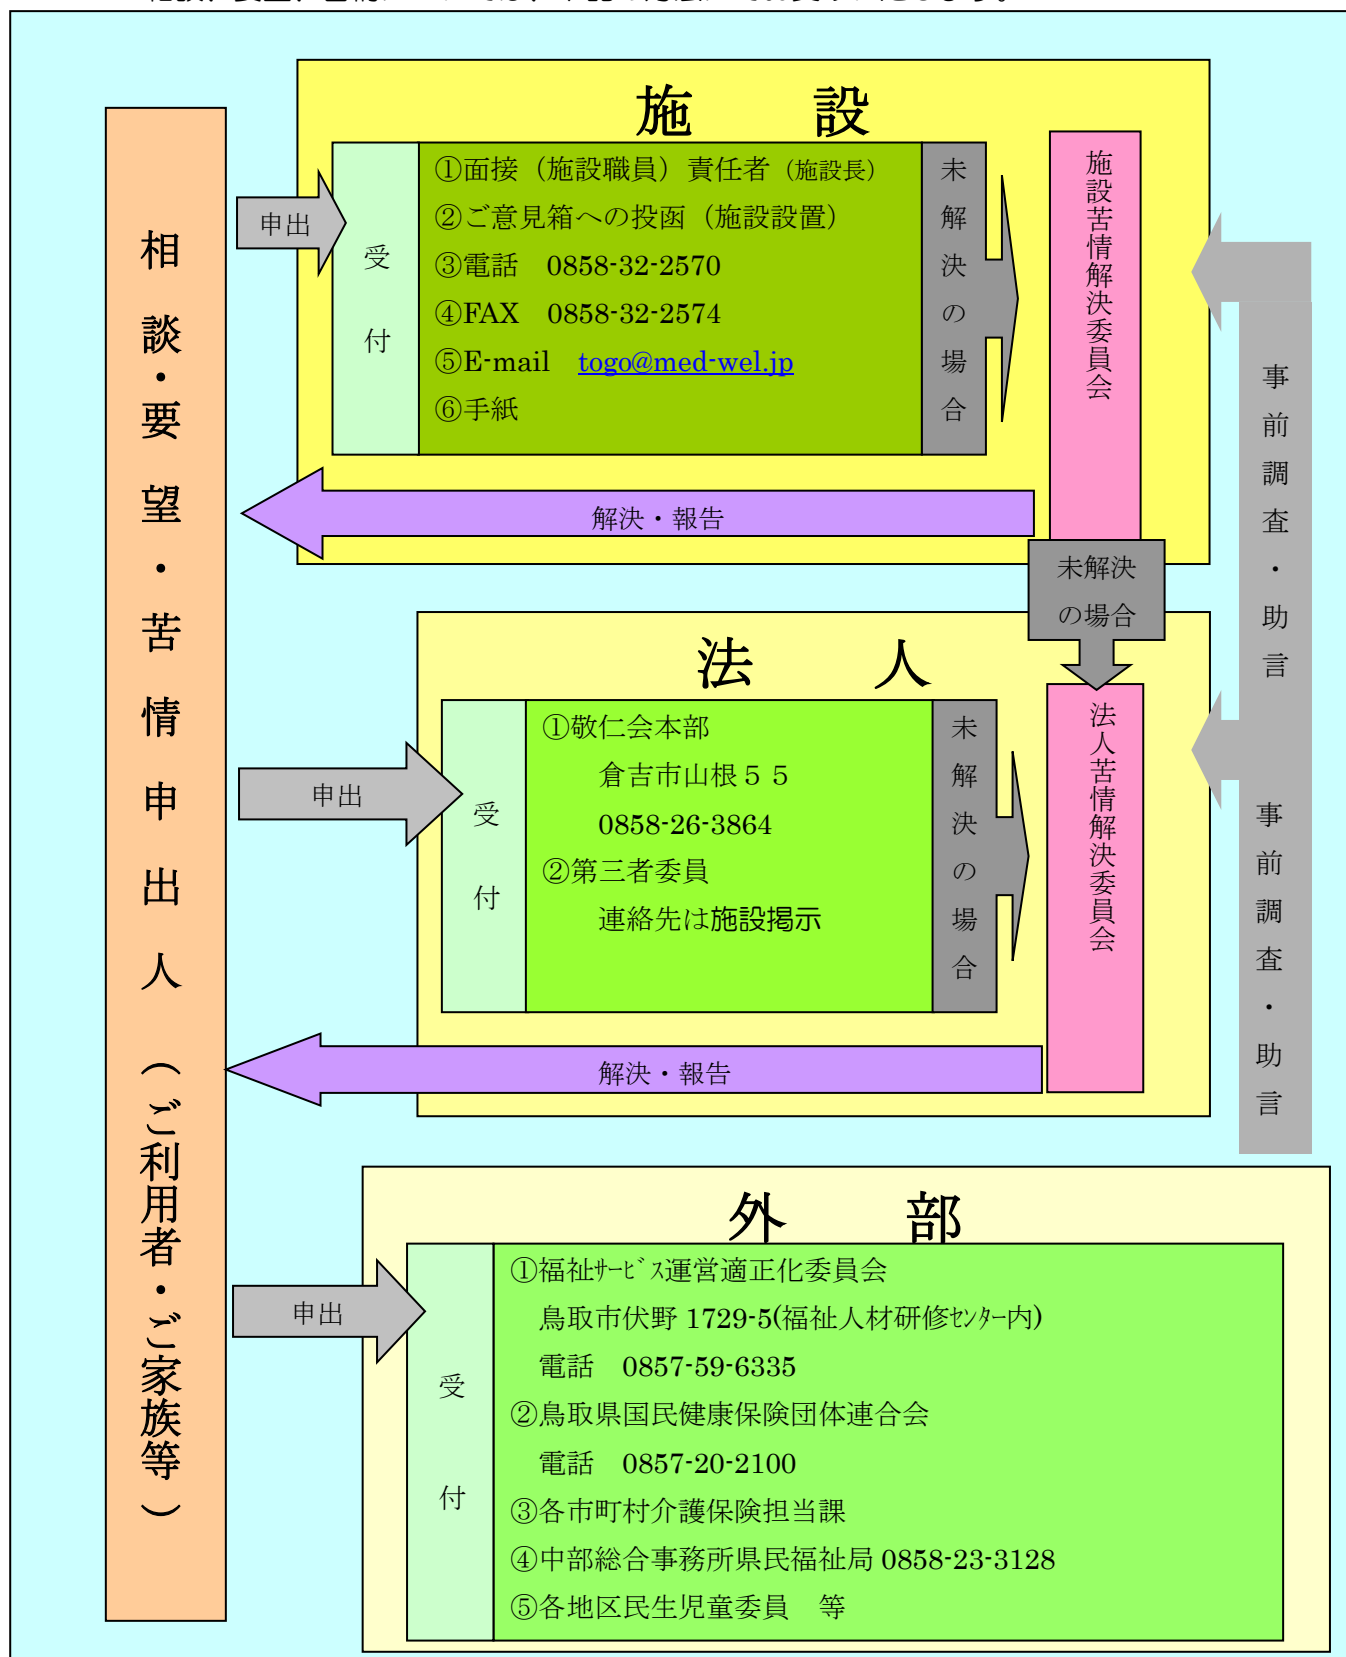 相談・要望・苦情申出人（ご利用者・ご家族等）
施　設
申出
受付
①面接（施設職員）責任者（施設長）
②ご意見箱への投函（施設設置）
③電話　0858-32-2570
④FAX　0858-32-2574
⑤E-mail　togo@med-wel.jp
⑥手紙
未解決の場合
施設苦情解決委員会
解決・報告
未解決
の場合
事前調査・助言
法　人
申出
受付
①敬仁会本部
倉吉市山根５５
0858-26-3864
②第三者委員
連絡先は施設掲示
未解決の場合
法人苦情解決委員会
解決・報告
事前調査・助言
外　部
申出
受付
①福祉ｻｰﾋﾞｽ運営適正化委員会
鳥取市伏野 1729-5(福祉人材研修ｾﾝﾀｰ内)
電話　0857-59-6335
②鳥取県国民健康保険団体連合会
電話　0857-20-2100
③各市町村介護保険担当課
④中部総合事務所県民福祉局 0858-23-3128
⑤各地区民生児童委員　等